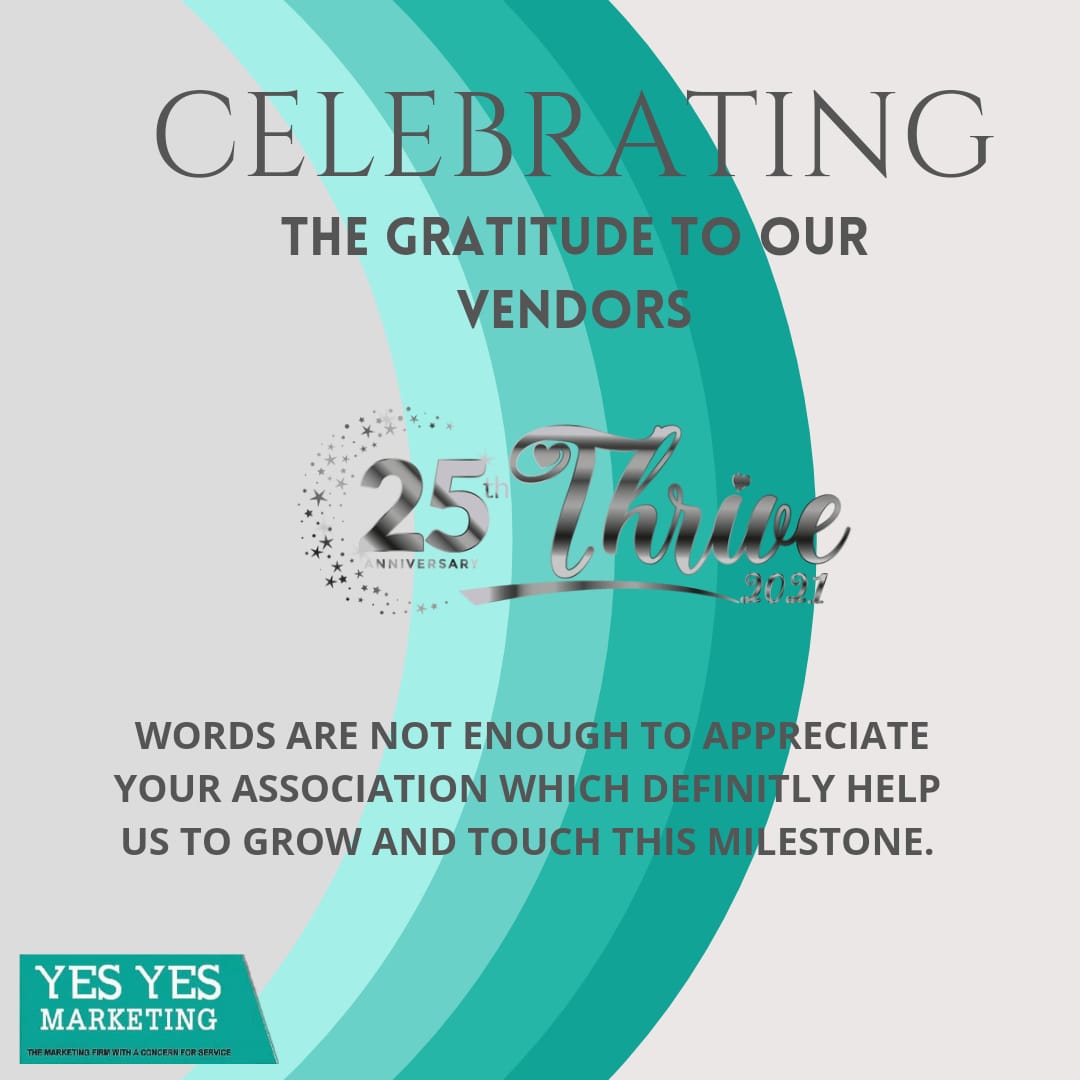 CELEBRATING
THE GRATITUDE TO OUR
VENDORS
25th
ANNIVERSARY
Thrive
2021
WORDS ARE NOT ENOUGH TO APPRECIATE
YOUR ASSOCIATION WHICH DEFINITLY HELP
US TO GROW AND TOUCH THIS MILESTONE.
YES YES
MARKETING
THE MARKETING FIRM WITH A CONCERN FOR SERVICE